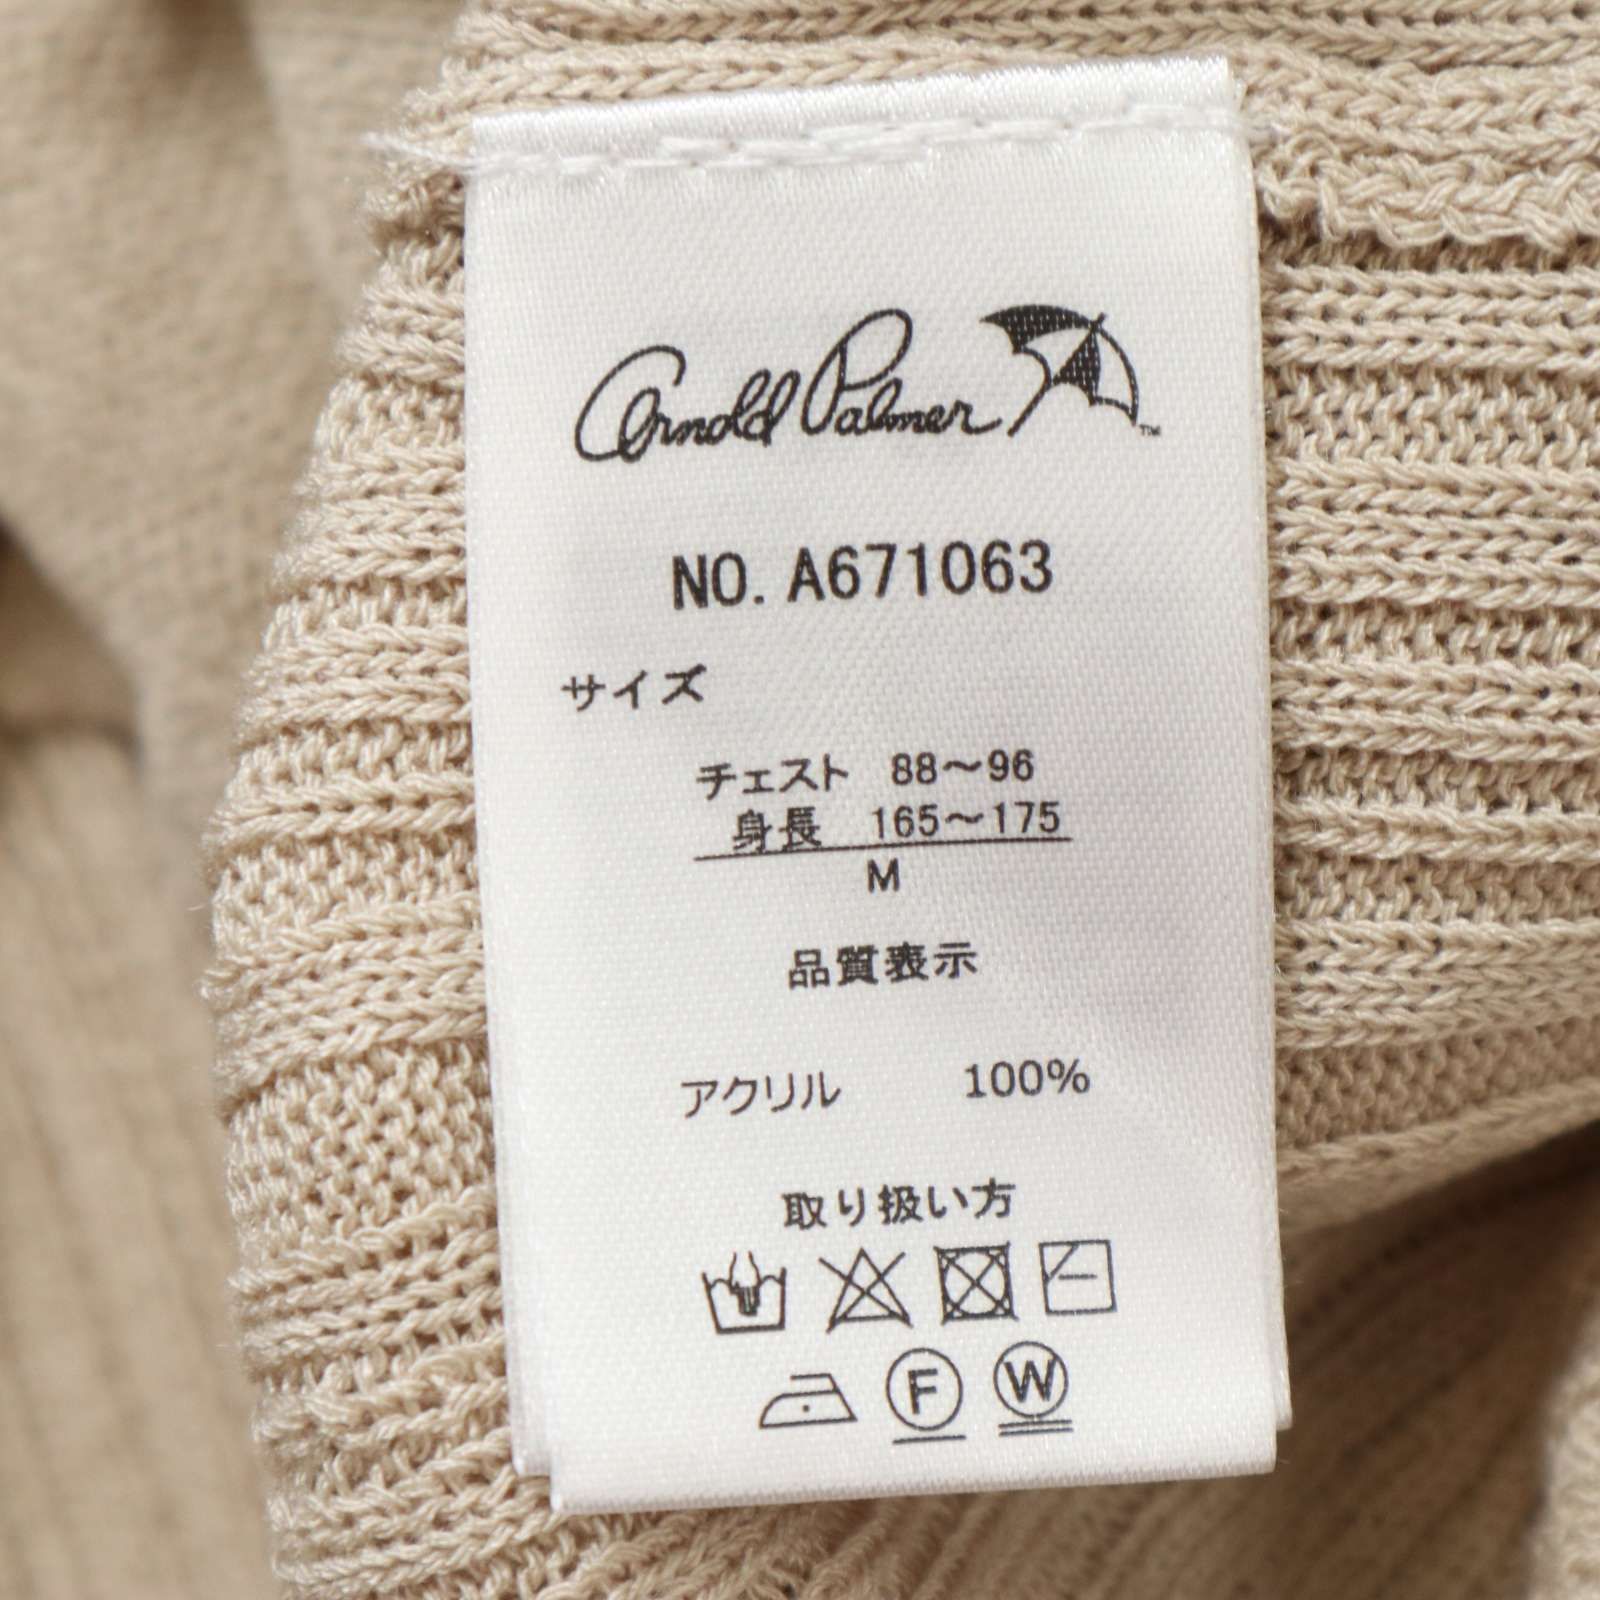 Arnold Palmer ™
NO. A671063
サイズ
チェスト 88～96
身長 165～175
M
品質表示
アクリル 100%
取り扱い方
F W